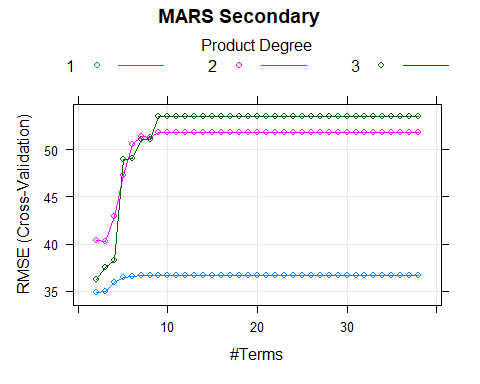 MARS Secondary
Product Degree
1 2 3
RMSE (Cross-Validation)
50
45
40
35
10 20 30
#Terms